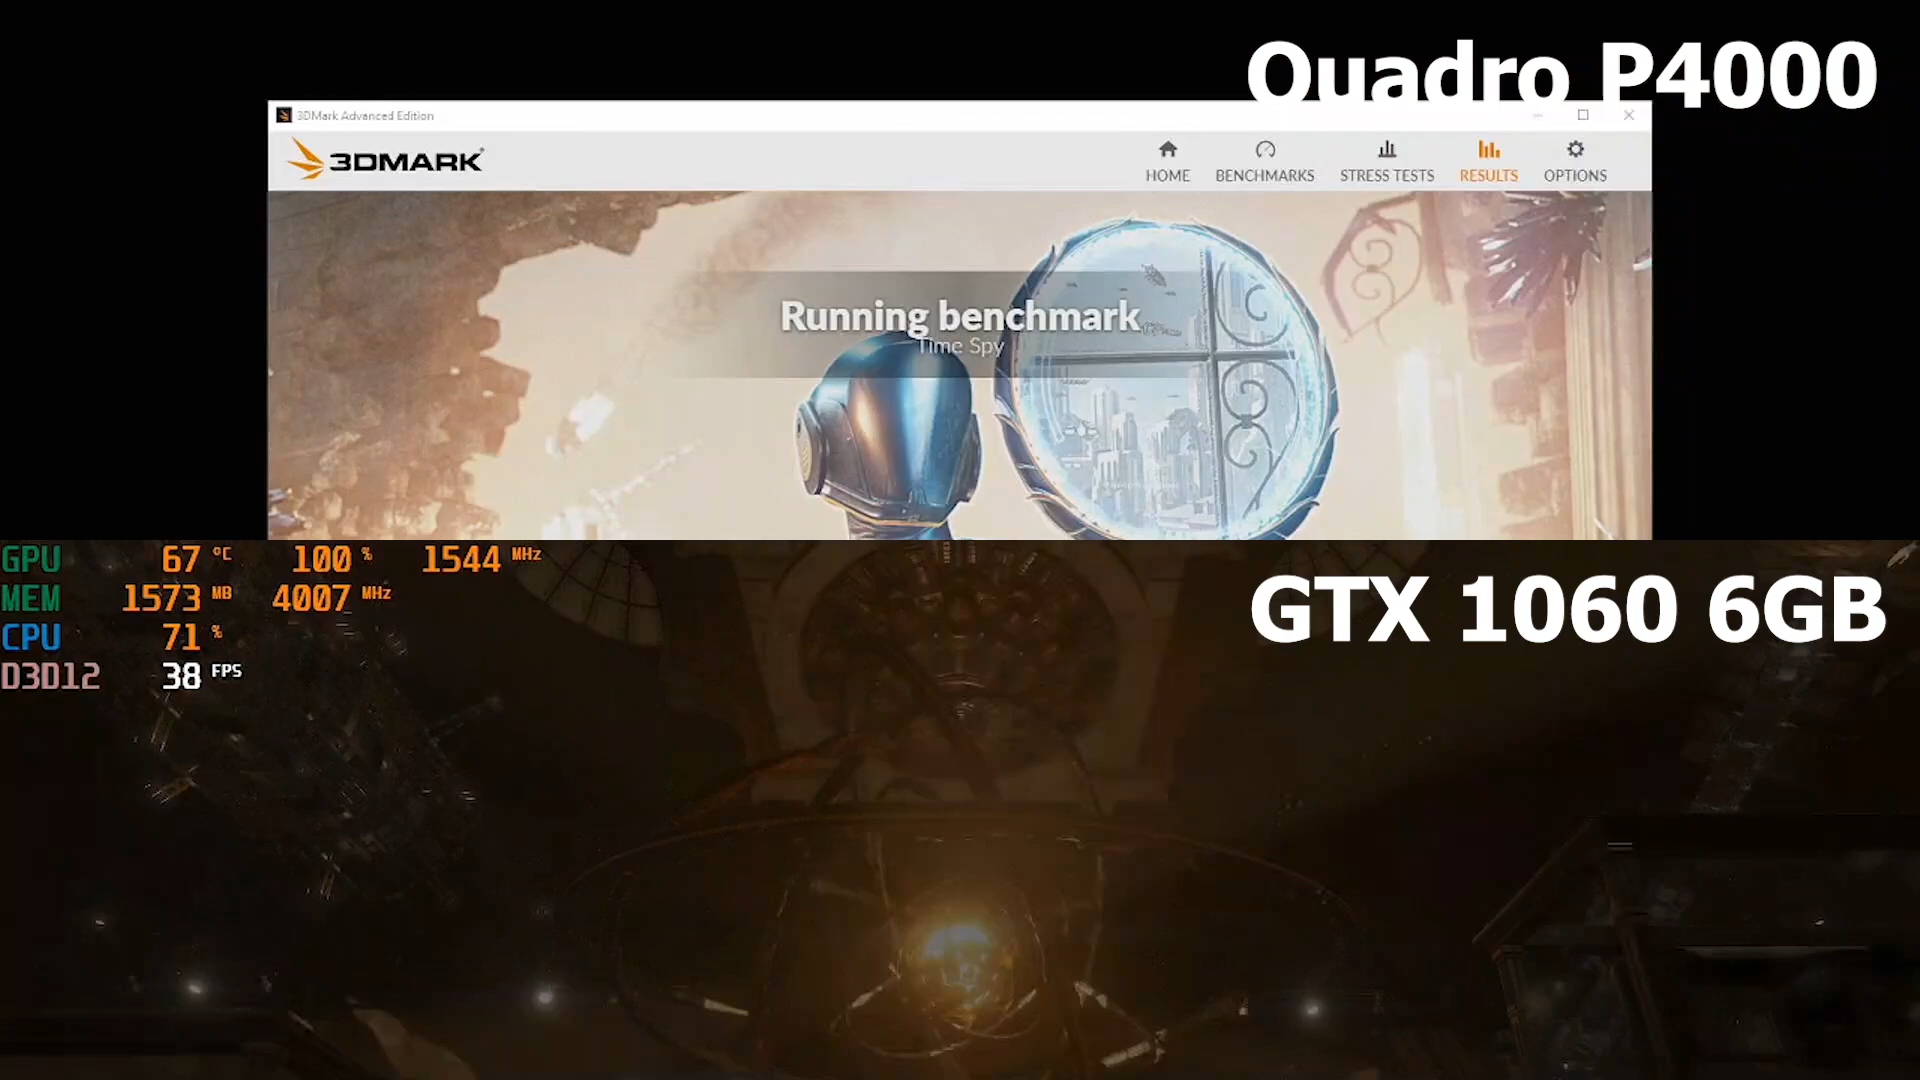 Quadro P4000
3DMark Advanced Edition
3DMARK
HOME BENCHMARKS STRESS TESTS RESULTS OPTIONS
Running benchmark
Time Spy
GPU 67 °C 100 % 1544 MHz
MEM 1573 MB 4007 MHz
CPU 71 %
D3D12 38 FPS
GTX 1060 6GB